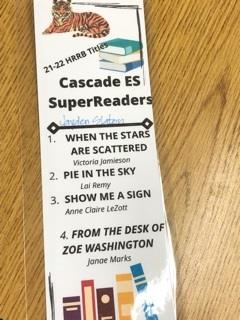 21-22 HRRB Titles
Cascade ES
SuperReaders
Jayden
1. WHEN THE STARS
ARE SCATTERED
Victoria Jamieson
2. PIE IN THE SKY
Lai Remy
3. SHOW ME A SIGN
Anne Claire LeZott
4. FROM THE DESK OF
ZOE WASHINGTON
Janae Marks